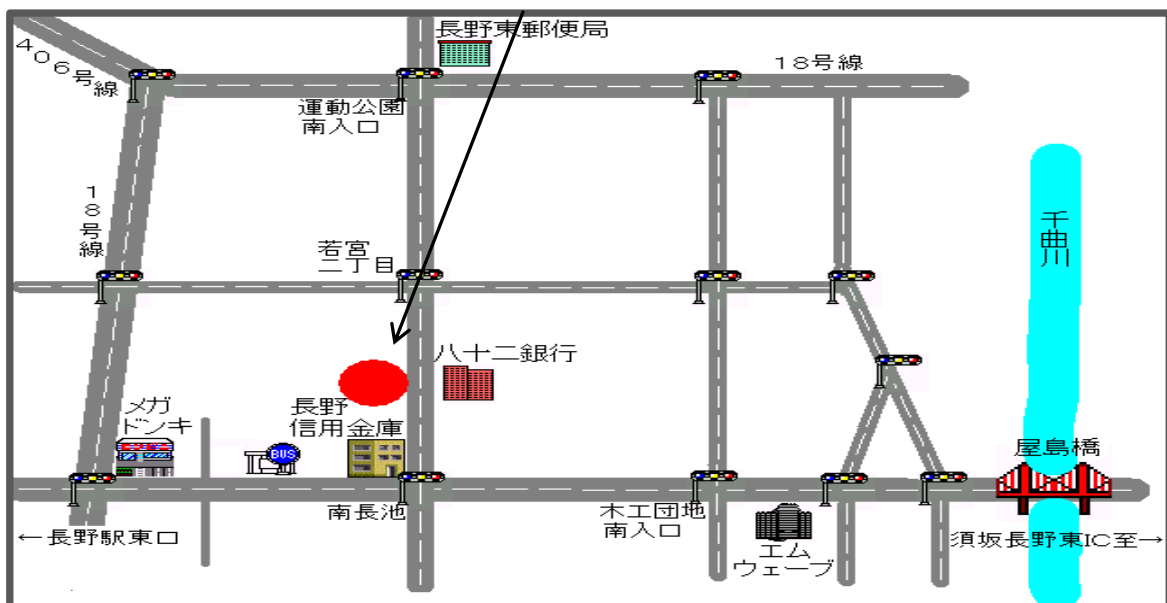 長野東郵便局
406号線
18号線
運動公園
南入口
18号線
千曲川
若宮
二丁目
八十二銀行
メガ
ドンキ
長野
信用金庫
BUS
屋島橋
南長池
木工団地
南入口
←長野駅東口
エム
ウェーブ
須坂長野東IC至→